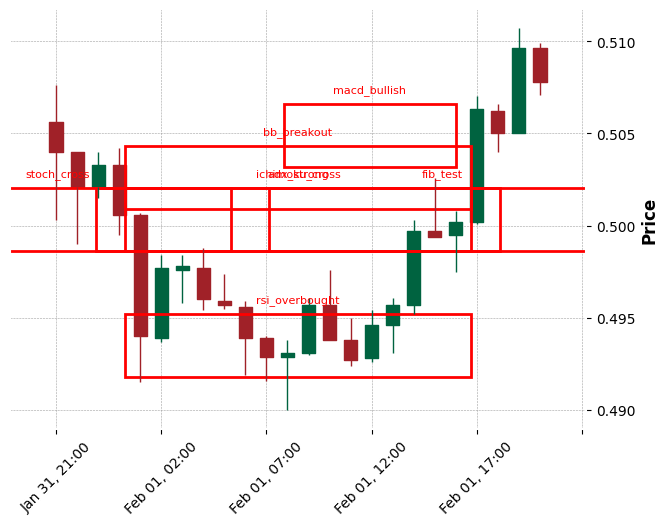 0.510
macd_bullish
0.505
bb_breakout
stoch_cross
fib_test
0.500
Price
rsi_overbought
0.495
0.490
Jan 31, 21:00
Feb 01, 02:00
Feb 01, 07:00
Feb 01, 12:00
Feb 01, 17:00